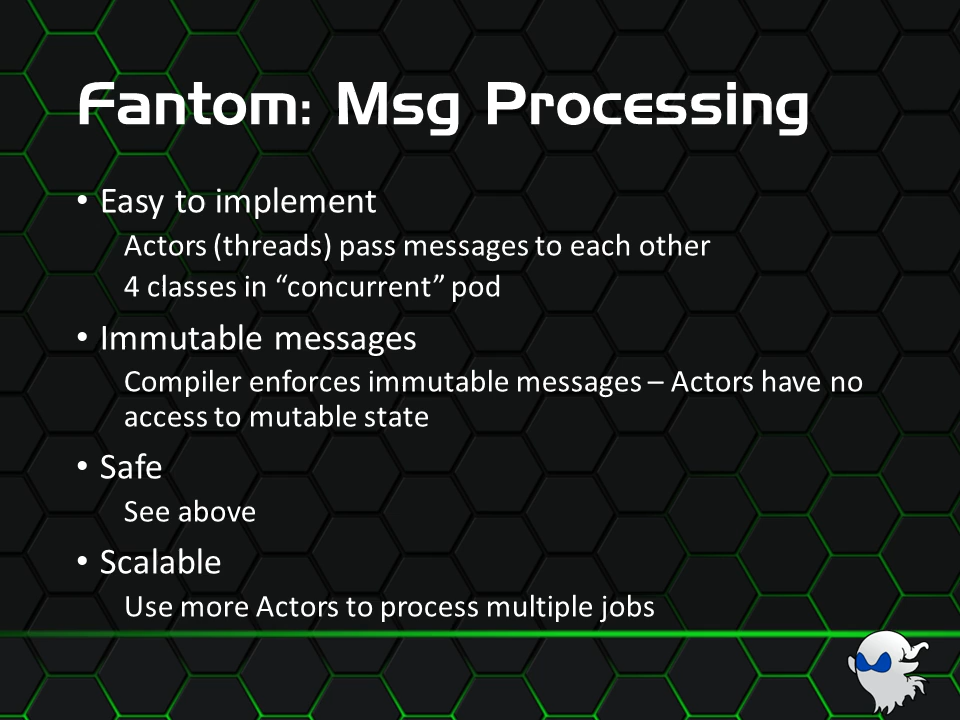 Fantom: Msg Processing
• Easy to implement
Actors (threads) pass messages to each other
4 classes in “concurrent” pod
• Immutable messages
Compiler enforces immutable messages – Actors have no
access to mutable state
• Safe
See above
• Scalable
Use more Actors to process multiple jobs